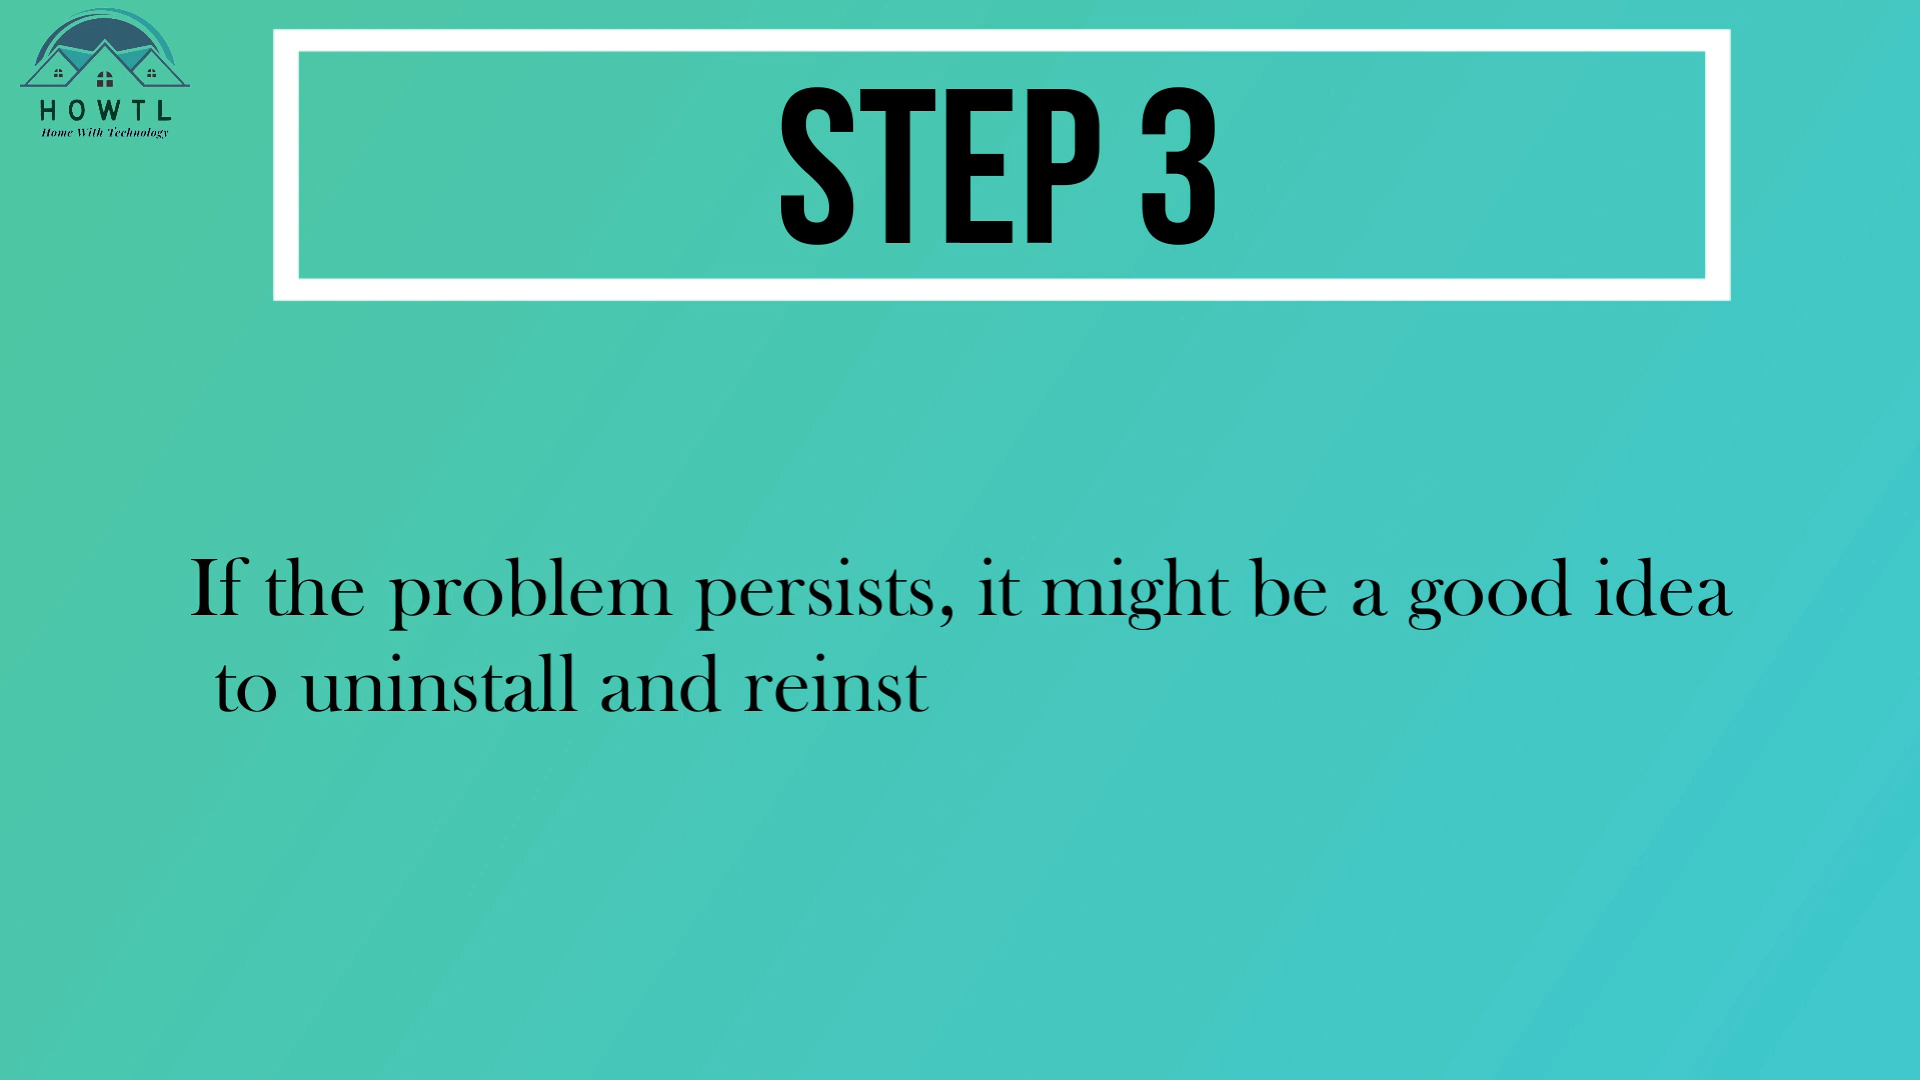 HOWTL
Home With Technology
STEP 3
If the problem persists, it might be a good idea
to uninstall and reinst